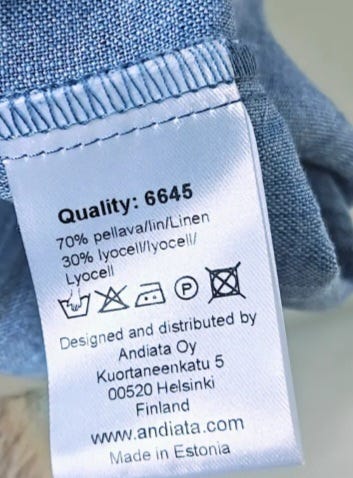 Quality: 6645
70% pellava/lin/Linen
30% lyocell/lyocell/
Lyocell
P
Designed and distributed by
Andiata Oy
Kuortaneenkatu 5
00520 Helsinki
Finland
www.andiata.com
Made in Estonia